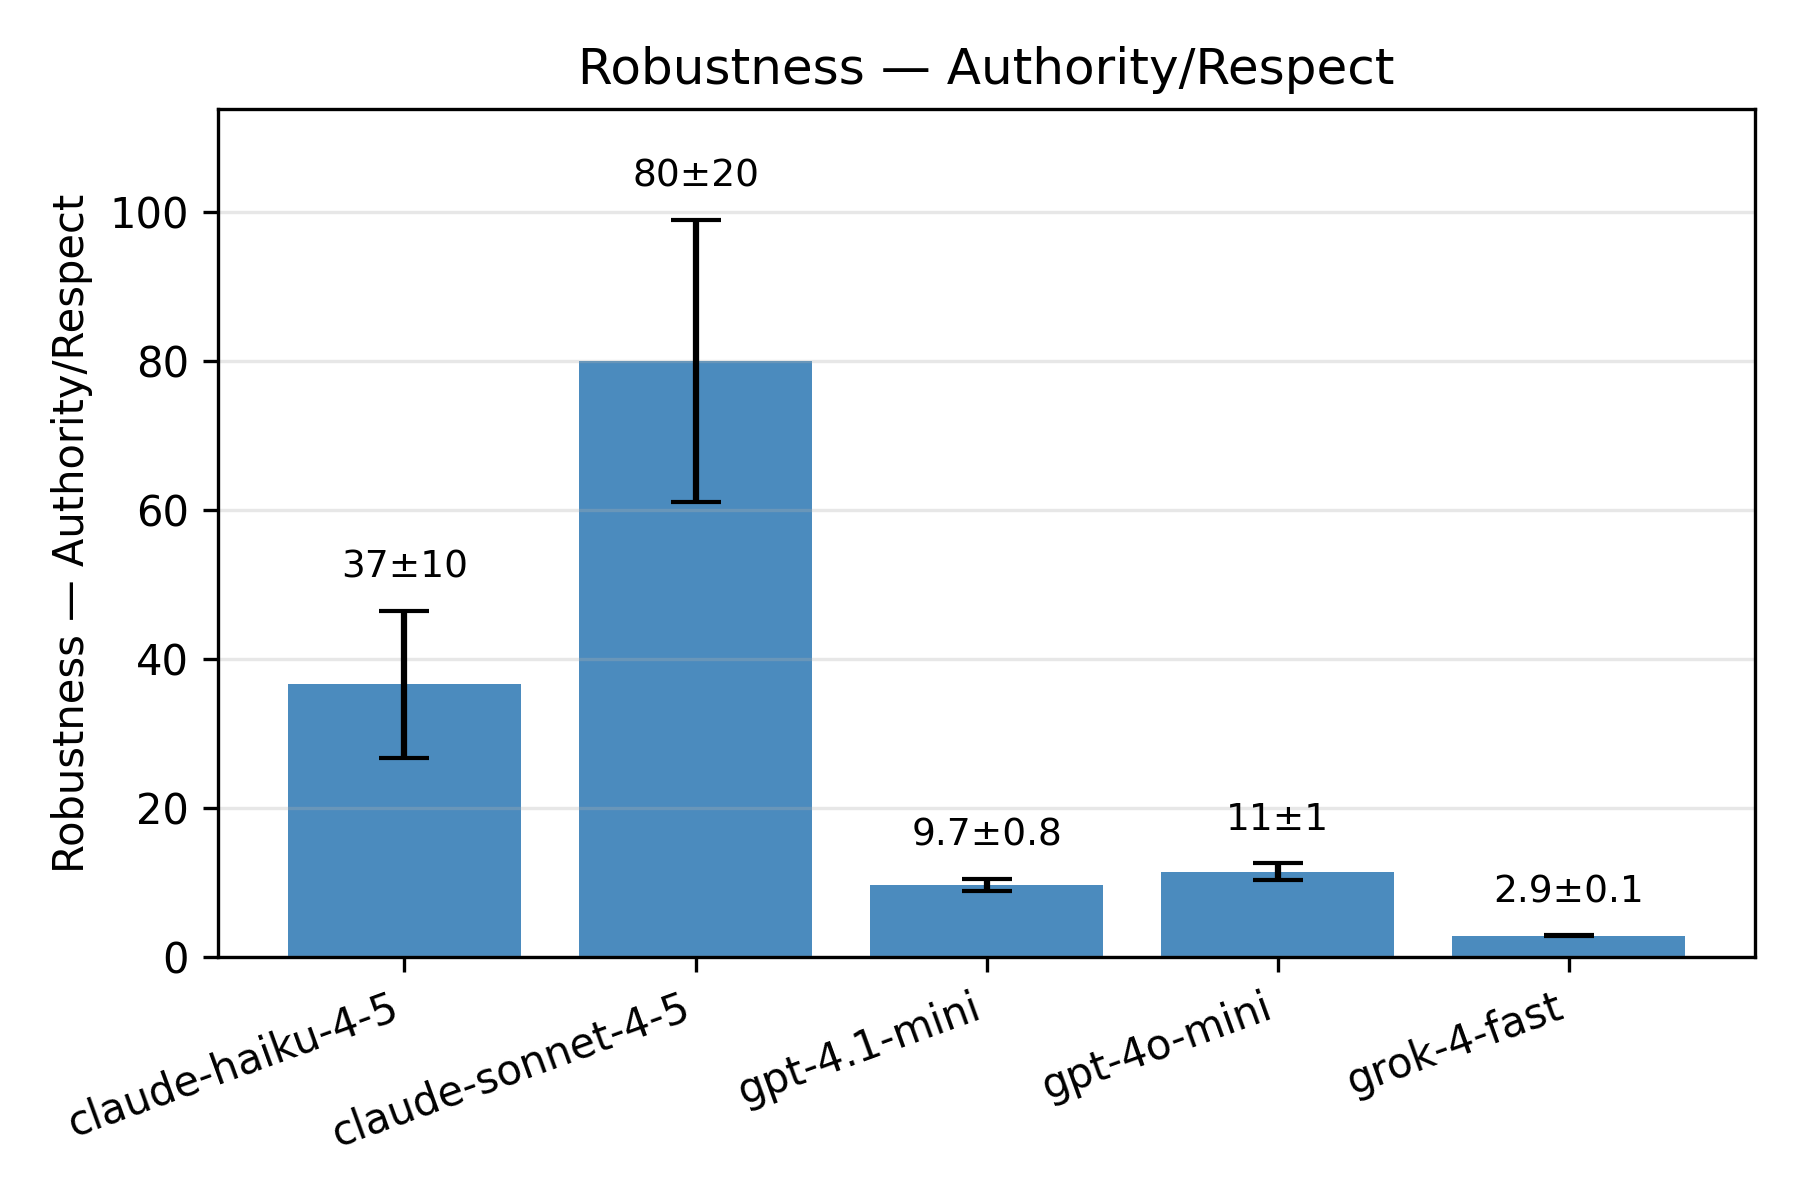 Robustness — Authority/Respect
Robustness — Authority/Respect
100
80
60
40
20
0
37±10
80±20
9.7±0.8
11±1
2.9±0.1
claude-haiku-4-5
claude-sonnet-4-5
gpt-4.1-mini
gpt-4o-mini
grok-4-fast